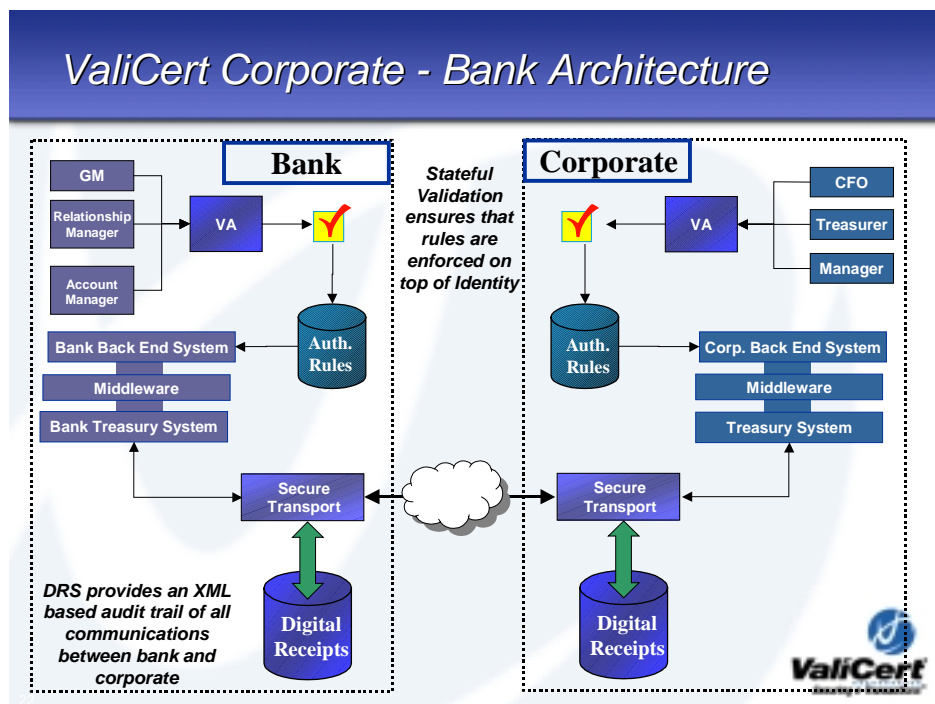 ValiCert Corporate - Bank Architecture
Bank
GM
Relationship
Manager
Account
Manager
VA
Auth.
Rules
Bank Back End System
Middleware
Bank Treasury System
Secure
Transport
Digital
Receipts
DRS provides an XML
based audit trail of all
communications
between bank and
corporate
Stateful
Validation
ensures that
rules are
enforced on
top of Identity
Corporate
CFO
Treasurer
Manager
VA
Auth.
Rules
Corp. Back End System
Middleware
Treasury System
Secure
Transport
Digital
Receipts
ValiCert